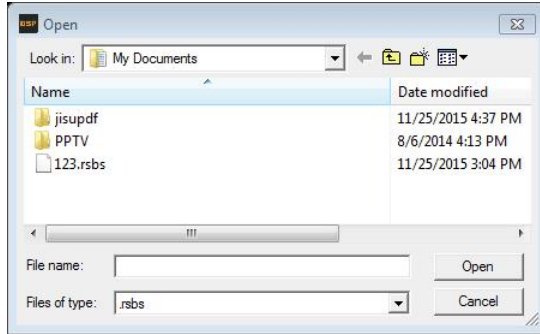 DSP Open
Look in: My Documents
Name Date modified
jisupdf 11/25/2015 4:37 PM
PPTV 8/6/2014 4:13 PM
123.rsbs 11/25/2015 3:04 PM
File name: Open
Files of type: .rsbs Cancel